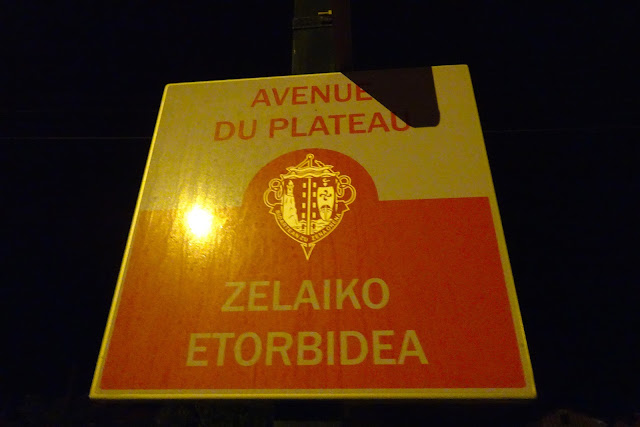 AVENUE
DU PLATEAU
ZELAIKO
ETORBIDEA